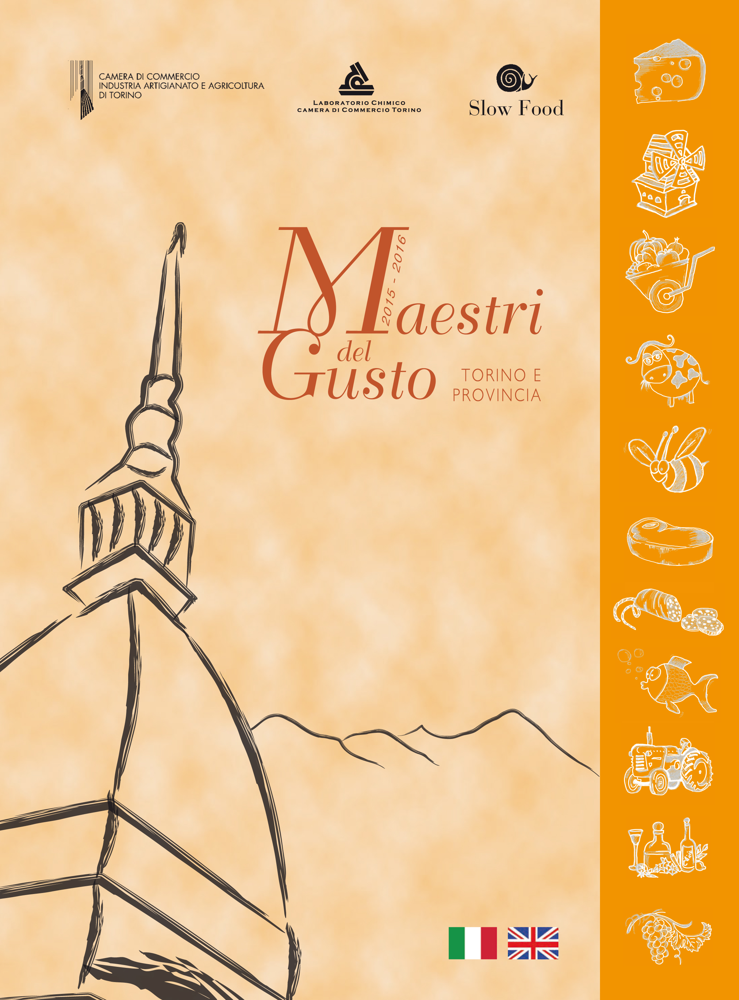 CAMERA DI COMMERCIO
INDUSTRIA ARTIGIANATO E AGRICOLTURA
DI TORINO
LABORATORIO CHIMICO
CAMERA DI COMMERCIO TORINO
Slow Food
Maestri
2015 - 2016
del
Gusto
TORINO E
PROVINCIA